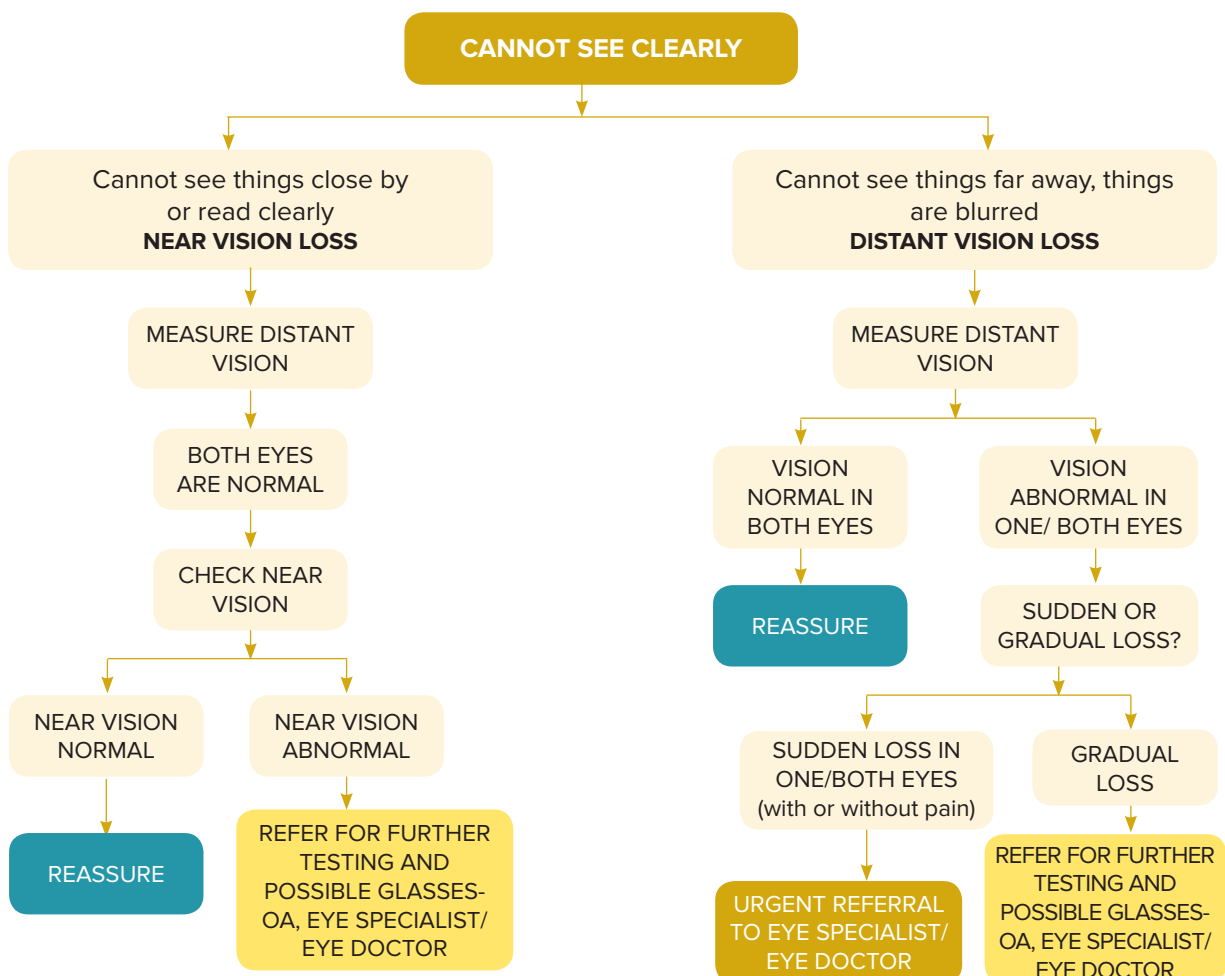 CANNOT SEE CLEARLY
Cannot see things close by
or read clearly
NEAR VISION LOSS
MEASURE DISTANT
VISION
BOTH EYES
ARE NORMAL
CHECK NEAR
VISION
NEAR VISION
NORMAL
REASSURE
NEAR VISION
ABNORMAL
REFER FOR FURTHER
TESTING AND
POSSIBLE GLASSES-
OA, EYE SPECIALIST/
EYE DOCTOR
Cannot see things far away, things
are blurred
DISTANT VISION LOSS
MEASURE DISTANT
VISION
VISION
NORMAL IN
BOTH EYES
REASSURE
VISION
ABNORMAL IN
ONE/ BOTH EYES
SUDDEN OR
GRADUAL LOSS?
SUDDEN LOSS IN
ONE/BOTH EYES
(with or without pain)
URGENT REFERRAL
TO EYE SPECIALIST/
EYE DOCTOR
GRADUAL
LOSS
REFER FOR FURTHER
TESTING AND
POSSIBLE GLASSES-
OA, EYE SPECIALIST/
EYE DOCTOR